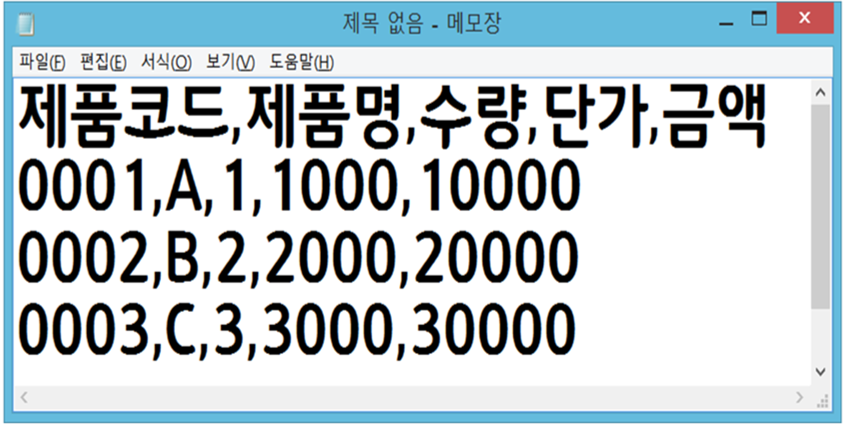 제목 없음 - 메모장
파일(F) 편집(E) 서식(O) 보기(V) 도움말(H)
제품코드,제품명,수량,단가,금액
0001,A,1,1000,10000
0002,B,2,2000,20000
0003,C,3,3000,30000